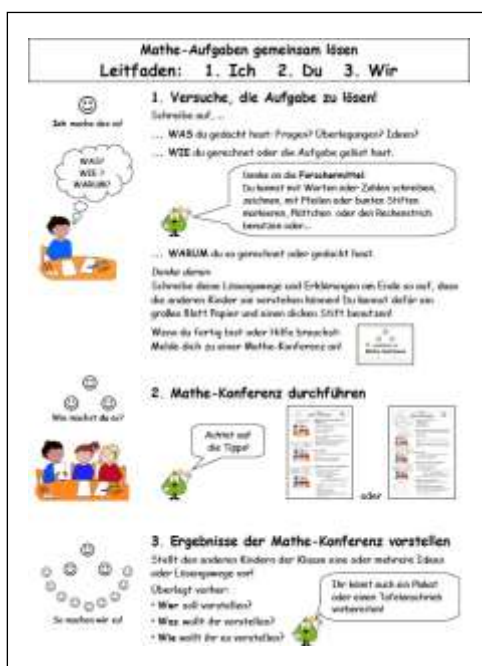 Mathe-Aufgaben gemeinsam lösen
Leitfaden: 1. Ich 2. Du 3. Wir
Ich mache das so!
1. Versuche, die Aufgabe zu lösen!
Schreibe auf, ...
... WAS du gedacht hast: Fragen? Überlegungen? Ideen?
... WIE du gerechnet oder die Aufgabe gelöst hast.
WAS?
WIE ?
WARUM?
Denke an die Forschermittel:
Du kannst mit Worten oder Zahlen schreiben,
zeichnen, mit Pfeilen oder bunten Stiften
markieren, Plättchen oder den Rechenstrich
benutzen oder...
... WARUM du so gerechnet oder gedacht hast.
Denke daran:
Schreibe deine Lösungswege und Erklärungen am Ende so auf, dass
die anderen Kinder sie verstehen können! Du kannst dafür ein
großes Blatt Papier und einen dicken Stift benutzen!
Wenn du fertig bist oder Hilfe brauchst:
Melde dich zu einer Mathe-Konferenz an!
Wie machst du es?
2. Mathe-Konferenz durchführen
Achtet auf
die Tipps!
oder
3. Ergebnisse der Mathe-Konferenz vorstellen
Stellt den anderen Kindern der Klasse eine oder mehrere Ideen
oder Lösungswege vor!
Überlegt vorher:
• Wer soll vorstellen?
• Was wollt ihr vorstellen?
• Wie wollt ihr es vorstellen?
Ihr könnt auch ein Plakat
oder einen Tafelanschrieb
vorbereiten!
So machen wir es!